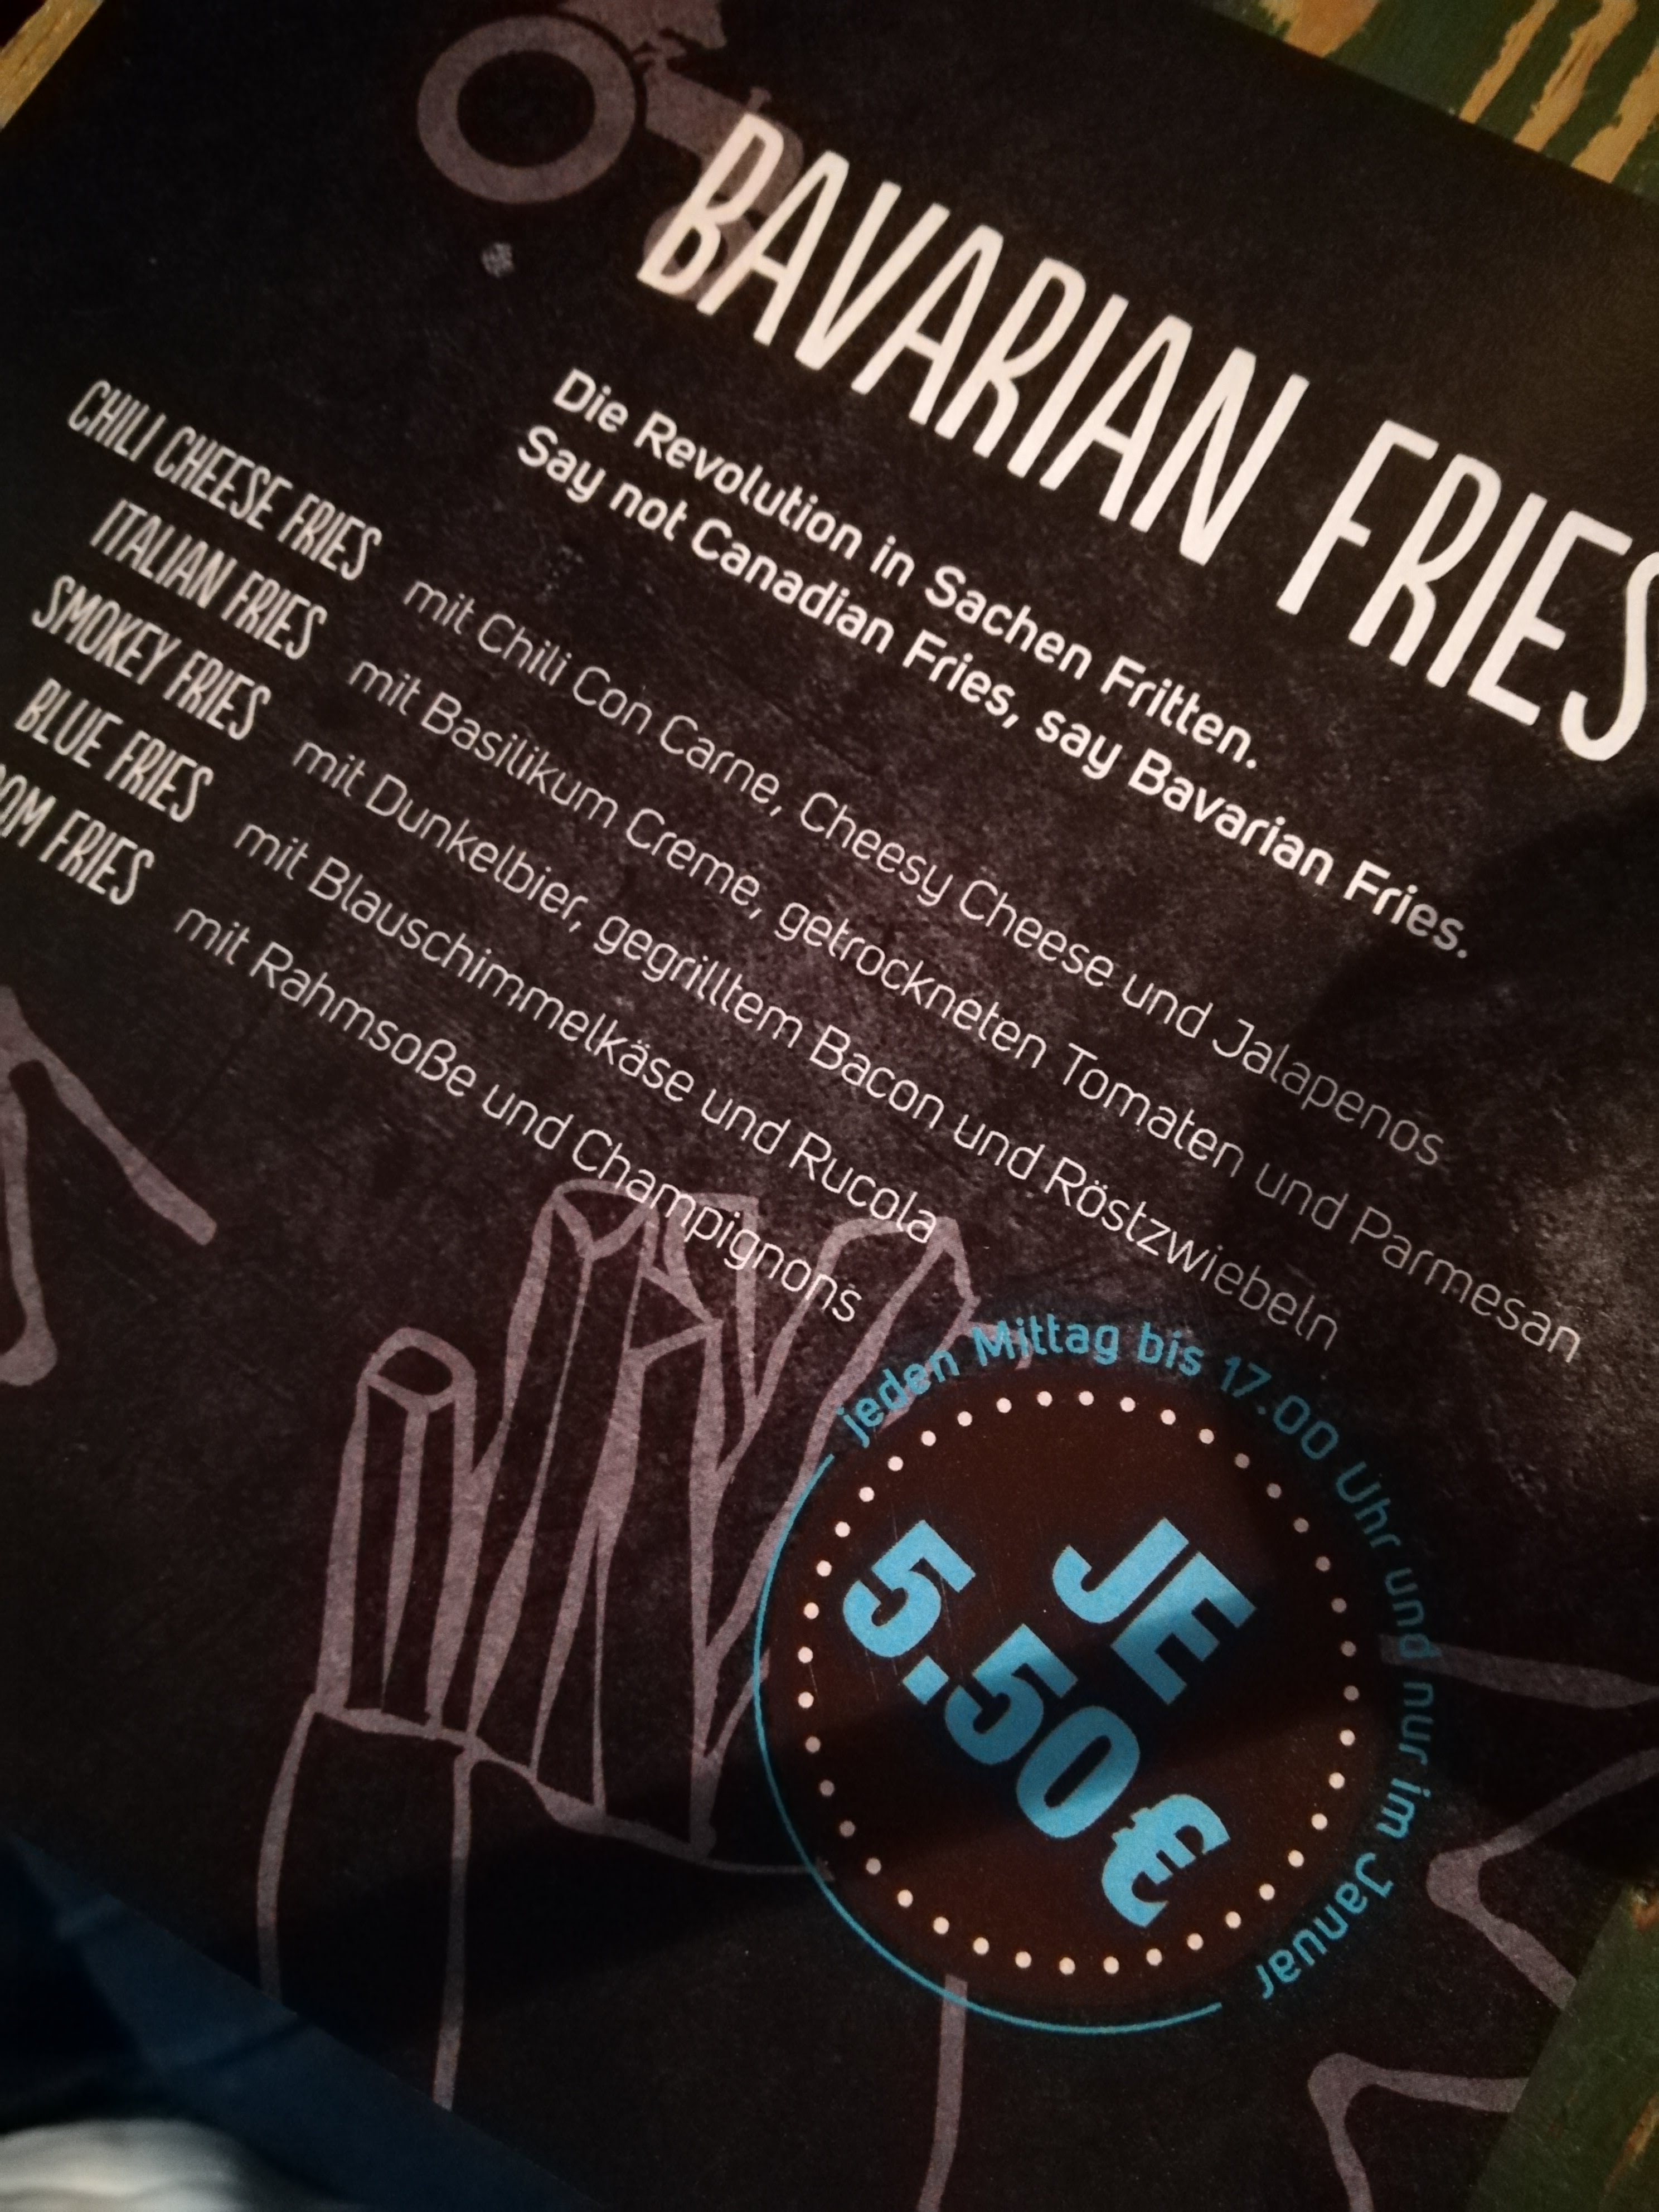 BAVARIAN FRIES
Die Revolution in Sachen Fritten.
Say not Canadian Fries, say Bavarian Fries.
CHILI CHEESE FRIES mit Chili Con Carne, Cheesy Cheese und Jalapenos
ITALIAN FRIES mit Basilikum Creme, getrockneten Tomaten und Parmesan
SMOKEY FRIES mit Dunkelbier, gegrilltem Bacon und Röstzwiebeln
BLUE FRIES mit Blauschimmelkäse und Rucola
FRIES mit Rahmsoße und Champignons
jeden Mittag bis 17.00 Uhr und nur im Januar
JE
5.50€